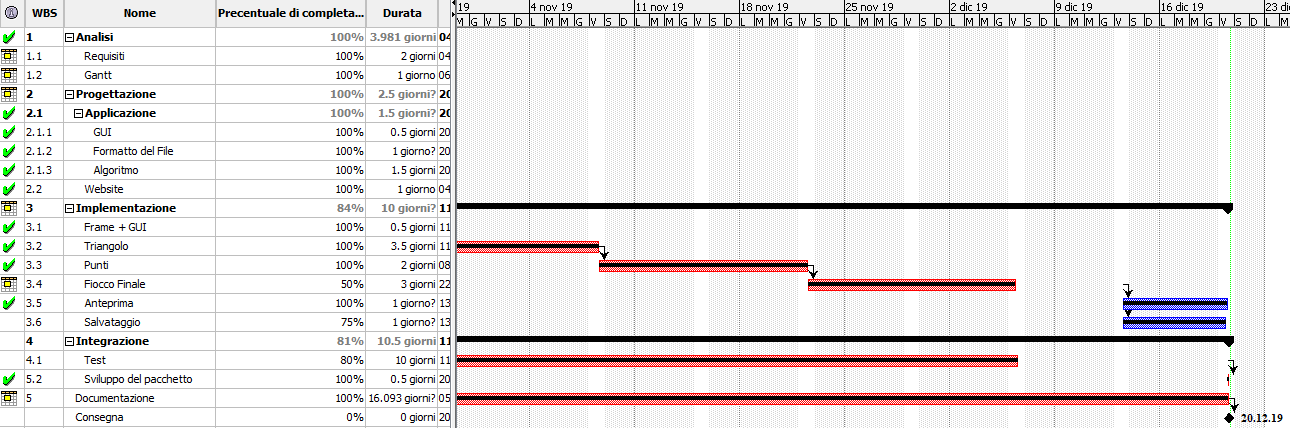 WBS Nome Precentuale di completa... Durata 19 4 nov 19 11 nov 19 18 nov 19 25 nov 19 2 dic 19 9 dic 19 16 dic 19 23 dic
M G V S D L M M G V S D L M M G V S D L M M G V S D L M M G V S D L M M G V S D L M M G V S D L M M G V S D L M
1 Analisi 100% 3.981 giorni 04
1.1 Requisiti 100% 2 giorni 04
1.2 Gantt 100% 1 giorno 06
2 Progettazione 100% 2.5 giorni? 20
2.1 Applicazione 100% 1.5 giorni? 20
2.1.1 GUI 100% 0.5 giorni 20
2.1.2 Formatto del File 100% 1 giorno? 20
2.1.3 Algoritmo 100% 1.5 giorni 20
2.2 Website 100% 1 giorno 04
3 Implementazione 84% 10 giorni? 11
3.1 Frame + GUI 100% 0.5 giorni 11
3.2 Triangolo 100% 3.5 giorni 11
3.3 Punti 100% 2 giorni 08
3.4 Fiocco Finale 50% 3 giorni 22
3.5 Anteprima 100% 1 giorno? 13
3.6 Salvataggio 75% 1 giorno? 13
4 Integrazione 81% 10.5 giorni 11
4.1 Test 80% 10 giorni 11
5.2 Sviluppo del pacchetto 100% 0.5 giorni 20
5 Documentazione 100% 16.093 giorni? 05
Consegna 0% 0 giorni 20 20.12.19